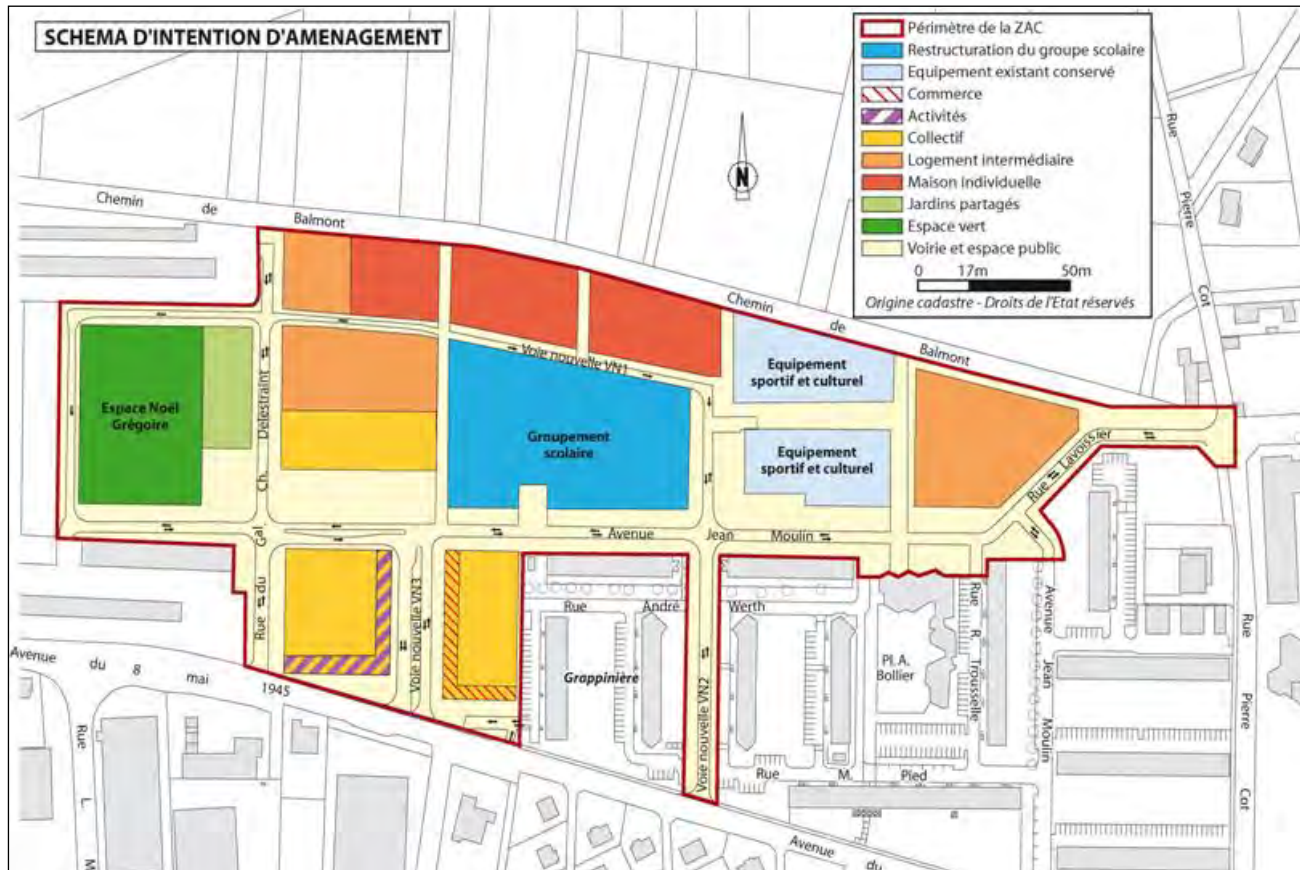 SCHEMA D'INTENTION D'AMENAGEMENT
Périmètre de la ZAC
Restructuration du groupe scolaire
Equipement existant conservé
Commerce
Activités
Collectif
Logement intermédiaire
Maison individuelle
Jardins partagés
Espace vert
Voirie et espace public
0 17m 50m
Origine cadastre - Droits de l'Etat réservés
N
Rue Pierre Cot
Chemin de Balmont
Chemin de Balmont
Voie nouvelle VN1
Equipement
sportif et culturel
Espace Noël
Grégoire
Rue du Gal Ch. Delestraint
Groupement
scolaire
Equipement
sportif et culturel
Rue Lavoissier
Avenue Jean Moulin
Voie nouvelle VN3
Rue André Werth
Grappinière
Voie nouvelle VN2
Pl. A.
Bollier
Rue R. Trousselle
Avenue Jean Moulin
Rue Pierre Cot
Avenue du 8 mai 1945
Rue L. M
Rue M. Pied
Avenue du